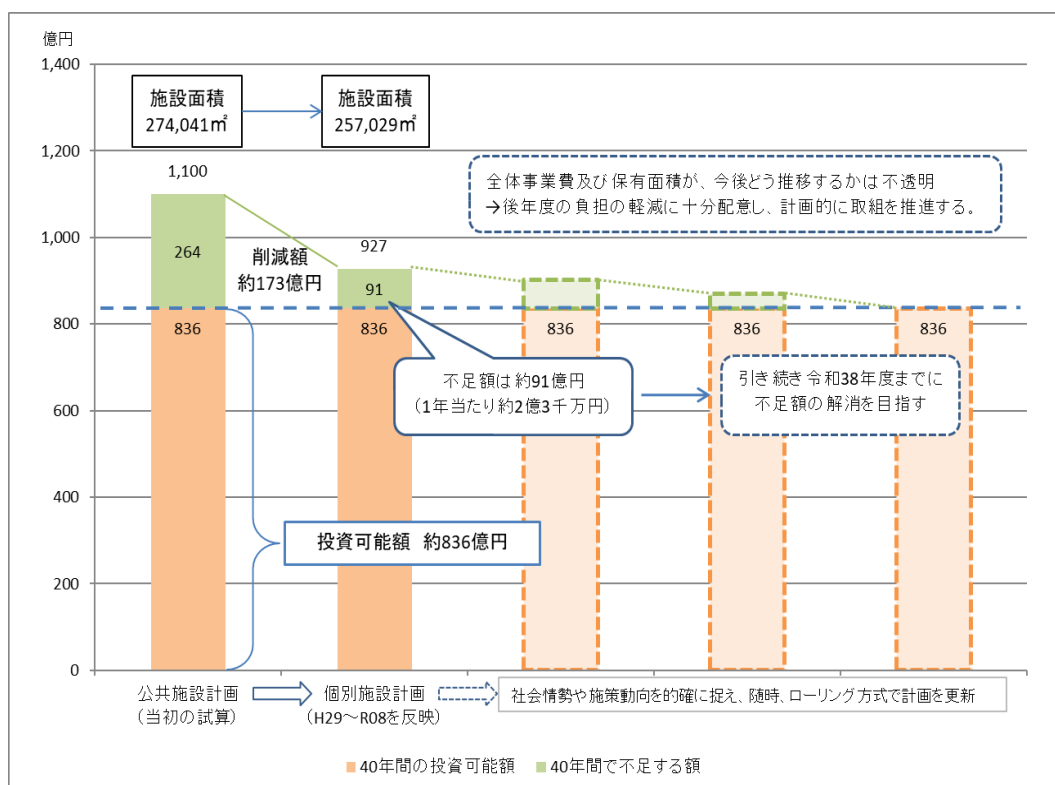 億円
1,400
1,200
1,000
800
600
400
200
0
施設面積
274,041㎡
施設面積
257,029㎡
全体事業費及び保有面積が、今後どう推移するかは不透明
→後年度の負担の軽減に十分配意し、計画的に取組を推進する。
1,100
264
836
削減額
約173億円
927
91
836
836
836
836
不足額は約91億円
（1年当たり約2億3千万円）
引き続き令和38年度までに
不足額の解消を目指す
投資可能額 約836億円
公共施設計画
（当初の試算）
個別施設計画
（H29～R08を反映）
社会情勢や施策動向を的確に捉え、随時、ローリング方式で計画を更新
40年間の投資可能額
40年間で不足する額